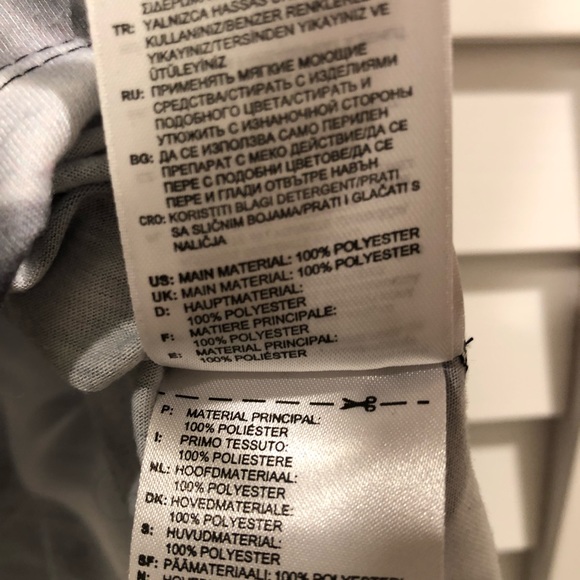 ΣΙΔΕΡΩ
TR: YALNIZCA HASSAS
KULLANINIZ/BENZER RENKLERLE
YIKAYINIZ/TERSİNDEN YIKAYINIZ VE
ÜTÜLEYİNİZ
RU: ПРИМЕНЯТЬ МЯГКИЕ МОЮЩИЕ
СРЕДСТВА/СТИРАТЬ С ИЗДЕЛИЯМИ
ПОДОБНОГО ЦВЕТА/СТИРАТЬ И
УТЮЖИТЬ С ИЗНАНОЧНОЙ СТОРОНЫ
BG: ДА СЕ ИЗПОЛЗВА САМО ПЕРИЛЕН
ПРЕПАРАТ С МЕКО ДЕЙСТВИЕ/ДА СЕ
ПЕРЕ С ПОДОБНИ ЦВЕТОВЕ/ДА СЕ
ПЕРЕ И ГЛАДИ ОТВЪТРЕ НАВЪН
CRO: KORISTITI BLAGI DETERGENT/PRATI
SA SLIČNIM BOJAMA/PRATI I GLAČATI S
NALIČJA
US: MAIN MATERIAL: 100% POLYESTER
UK: MAIN MATERIAL: 100% POLYESTER
D: HAUPTMATERIAL:
100% POLYESTER
F: MATIERE PRINCIPALE:
100% POLYESTER
E: MATERIAL PRINCIPAL:
100% POLIÉSTER
P: MATERIAL PRINCIPAL:
100% POLIÉSTER
I: PRIMO TESSUTO:
100% POLIESTERE
NL: HOOFDMATERIAAL:
100% POLYESTER
DK: HOVEDMATERIALE:
100% POLYESTER
S: HUVUDMATERIAL:
100% POLYESTER
SF: PÄÄMATERIAALI: 100% POLYESTER
N: